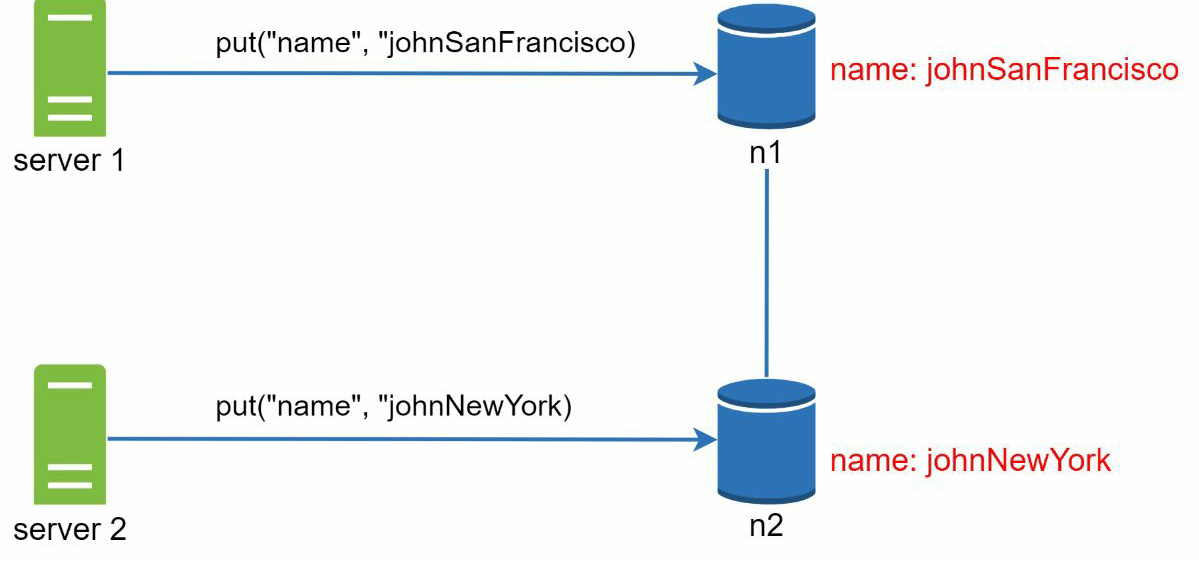 put("name", "johnSanFrancisco)
name: johnSanFrancisco
server 1
n1
put("name", "johnNewYork)
name: johnNewYork
server 2
n2